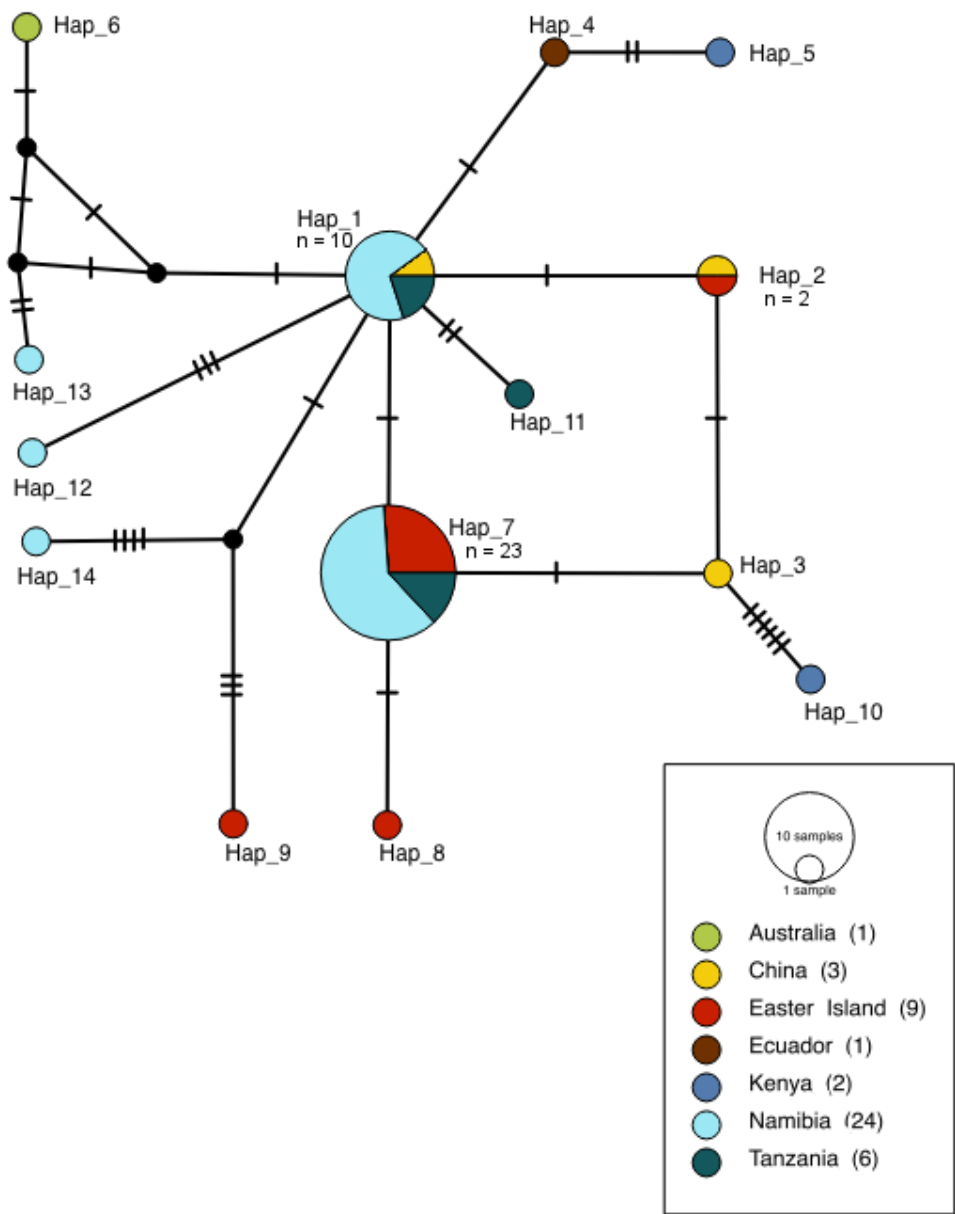 Hap_6
Hap_4
Hap_5
Hap_1
n = 10
Hap_2
n = 2
Hap_13
Hap_11
Hap_12
Hap_7
n = 23
Hap_14
Hap_3
Hap_10
Hap_9
Hap_8
10 samples
1 sample
Australia (1)
China (3)
Easter Island (9)
Ecuador (1)
Kenya (2)
Namibia (24)
Tanzania (6)